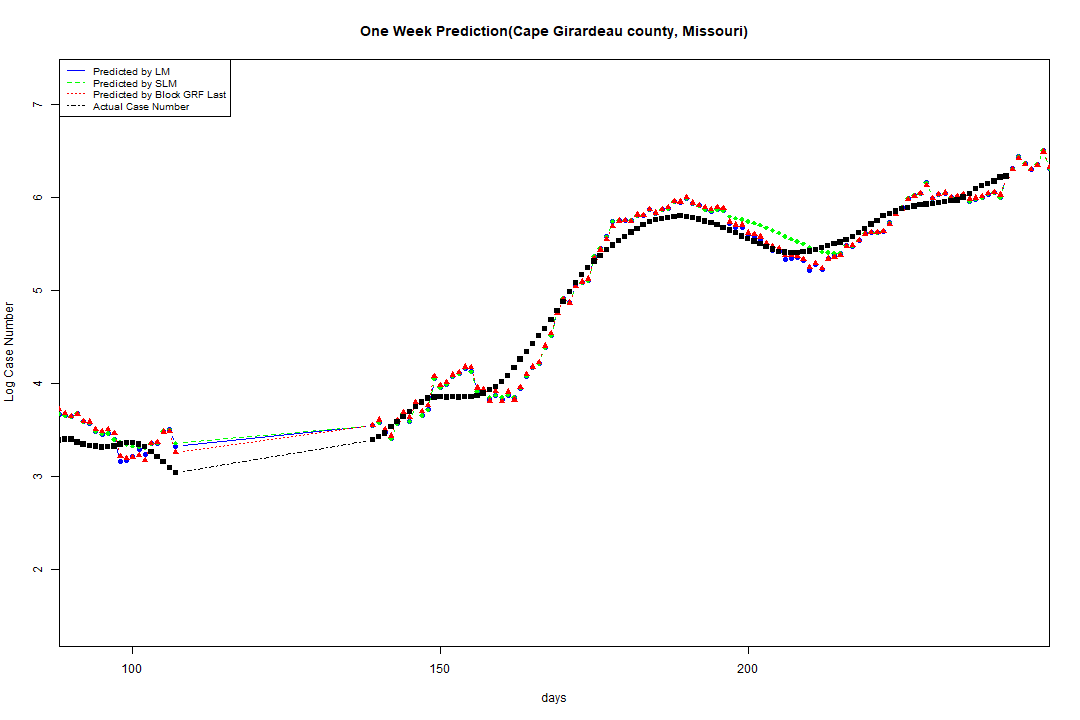 One Week Prediction(Cape Girardeau county, Missouri)
Predicted by LM
Predicted by SLM
Predicted by Block GRF Last
Actual Case Number
7
6
5
4
3
2
Log Case Number
100
150
200
days